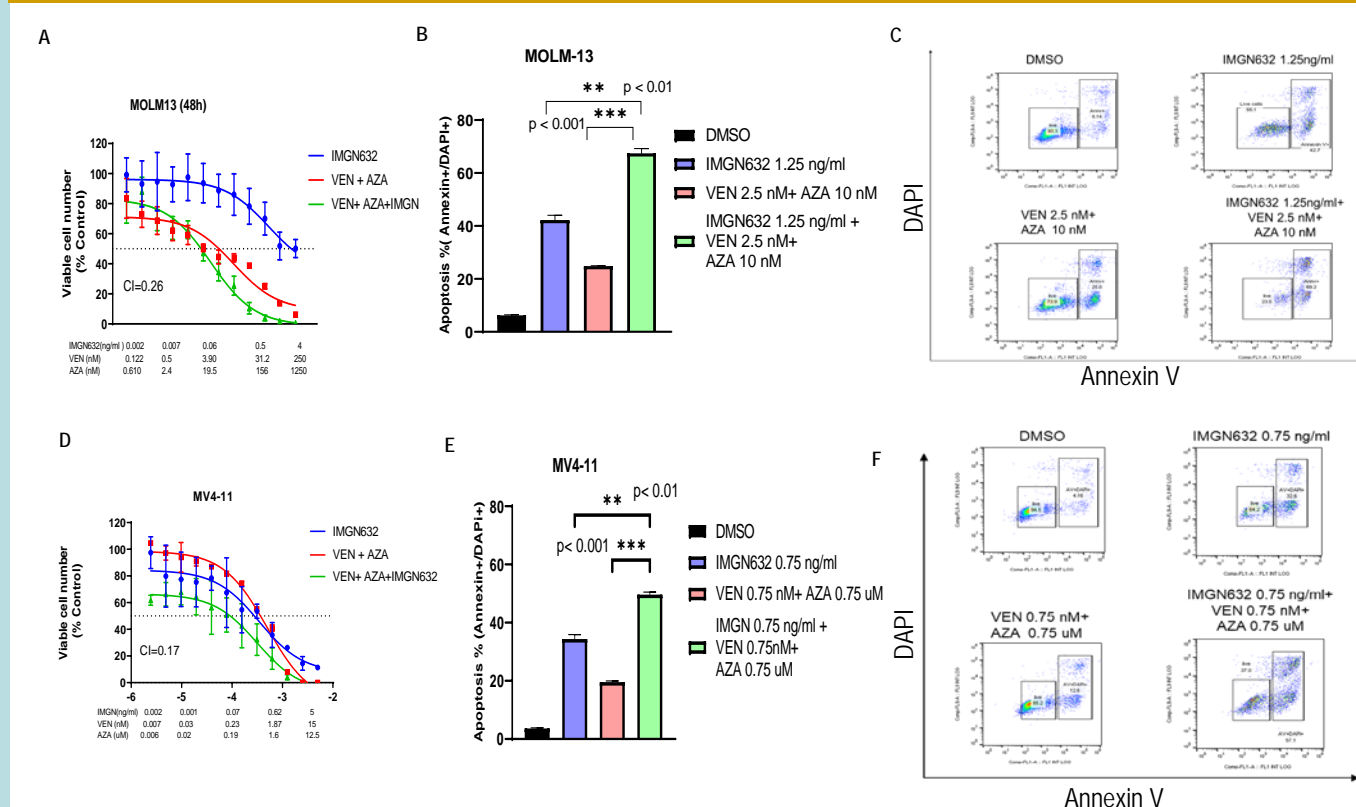 A
MOLM13 (48h)
Viable cell number
(% Control)
120
100
80
60
40
20
0
CI=0.26
IMGN632
VEN + AZA
VEN+ AZA+IMGN
IMGN632(ng/ml ) 0.002 0.007 0.06 0.5 4
VEN (nM) 0.122 0.5 3.90 31.2 250
AZA (nM) 0.610 2.4 19.5 156 1250
B
MOLM-13
Apoptosis %( Annexin+/DAPI+)
80
60
40
20
0
** p < 0.01
p < 0.001 ***
DMSO
IMGN632 1.25 ng/ml
VEN 2.5 nM+ AZA 10 nM
IMGN632 1.25 ng/ml +
VEN 2.5 nM+
AZA 10 nM
C
DAPI
DMSO
IMGN632 1.25ng/ml
Live cells
Annexin V+
42.7
VEN 2.5 nM+
AZA 10 nM
IMGN632 1.25ng/ml+
VEN 2.5 nM+
AZA 10 nM
Annexin V
D
MV4-11
Viable cell number
(% Control)
120
100
80
60
40
20
0
CI=0.17
IMGN632
VEN + AZA
VEN+ AZA+IMGN632
-6 -5 -4 -3 -2
IMGN(ng/ml) 0.002 0.001 0.07 0.62 5
VEN (nM) 0.007 0.03 0.23 1.87 15
AZA (uM) 0.006 0.02 0.19 1.6 12.5
E
MV4-11
Apoptosis % (Annexin+/DAPi+)
80
60
40
20
0
** p< 0.01
p< 0.001 ***
DMSO
IMGN632 0.75 ng/ml
VEN 0.75 nM+ AZA 0.75 uM
IMGN 0.75 ng/ml +
VEN 0.75nM+
AZA 0.75 uM
F
DAPI
DMSO
IMGN632 0.75 ng/ml
VEN 0.75 nM+
AZA 0.75 uM
IMGN632 0.75 ng/ml+
VEN 0.75 nM+
AZA 0.75 uM
Annexin V